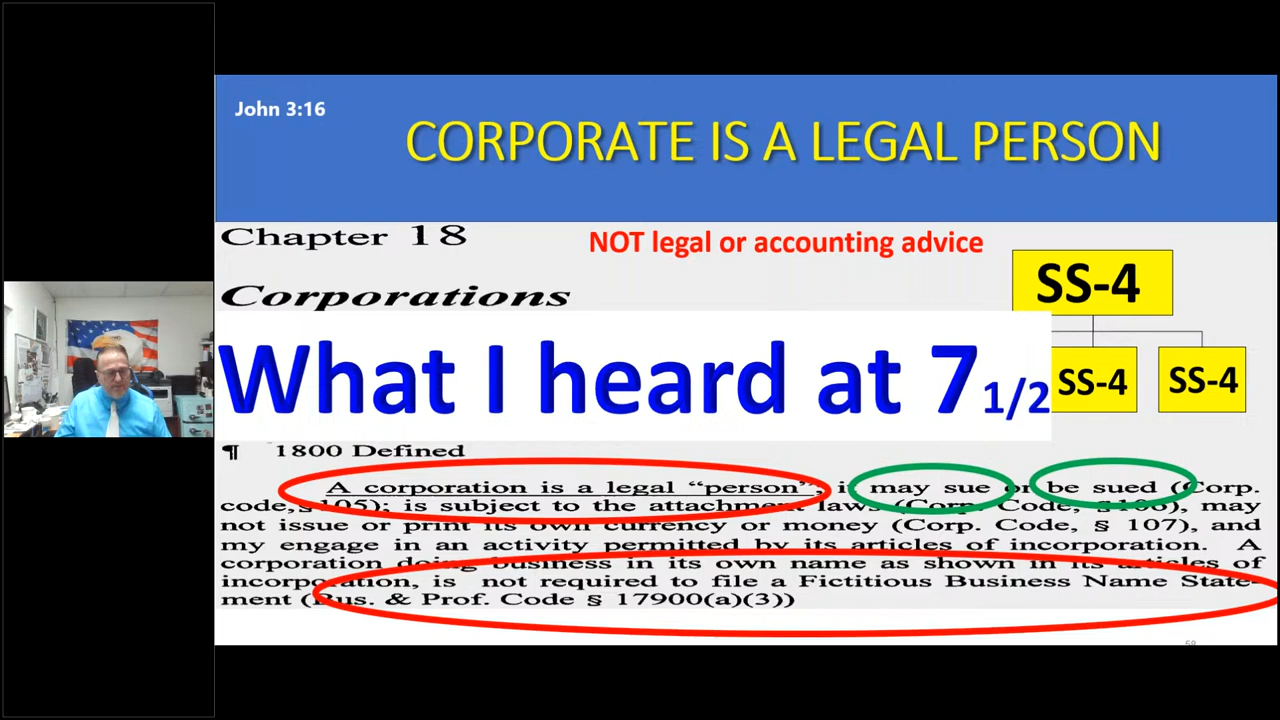 John 3:16
CORPORATE IS A LEGAL PERSON
Chapter 18
NOT legal or accounting advice
SS-4
Corporations
What I heard at 7 1/2
SS-4
SS-4
¶ 1800 Defined
A corporation is a legal “person”, i may sue or be sued (Corp.
code,§105); is subject to the attachment laws (Corp. Code, §106), may
not issue or print its own currency or money (Corp. Code, § 107), and
my engage in an activity permitted by its articles of incorporation. A
corporation doing business in its own name as shown in its articles of
incorporation, is not required to file a Fictitious Business Name State-
ment (Bus. & Prof. Code § 17900(a)(3))